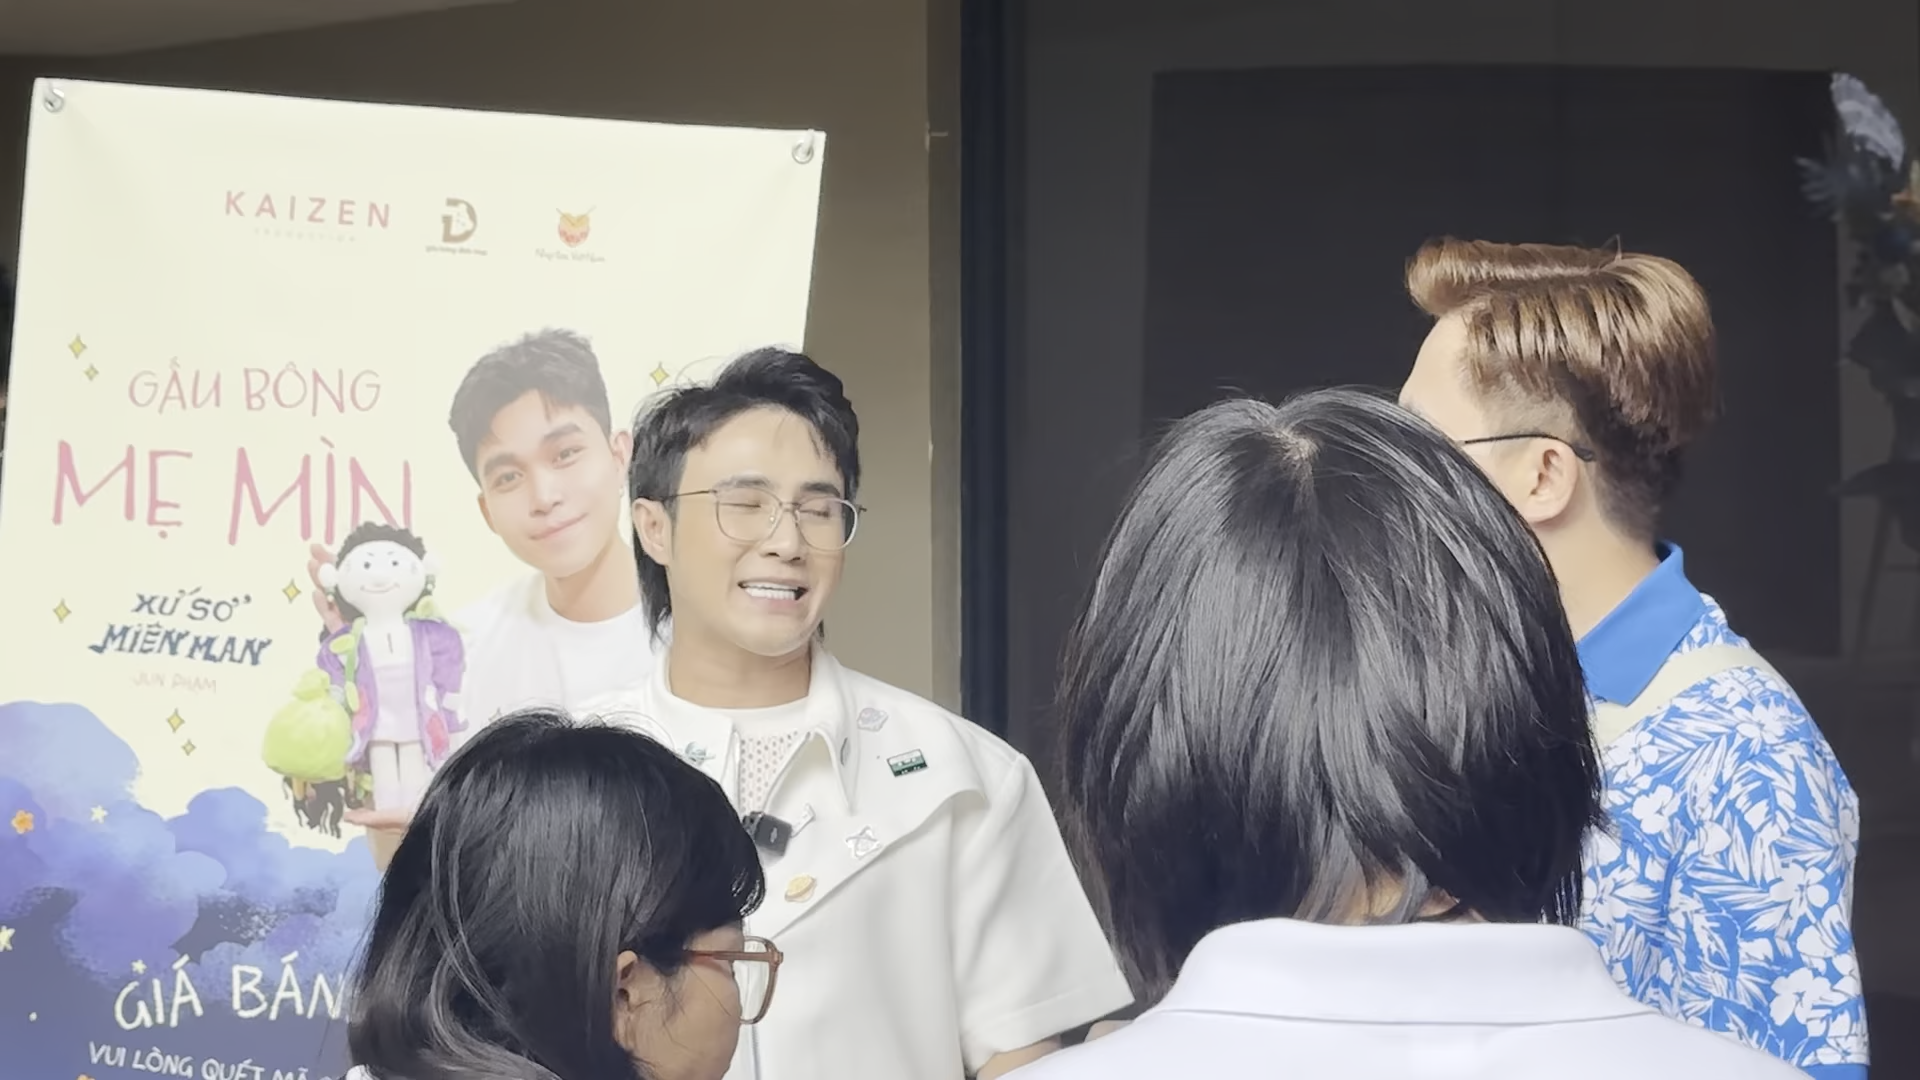 KAIZEN
GẤU BÔNG
MẸ MÌN
XỨ SỞ
MIÊN MAN
JUN PHẠM
GIÁ BÁN
VUI LÒNG QUÉT MÃ